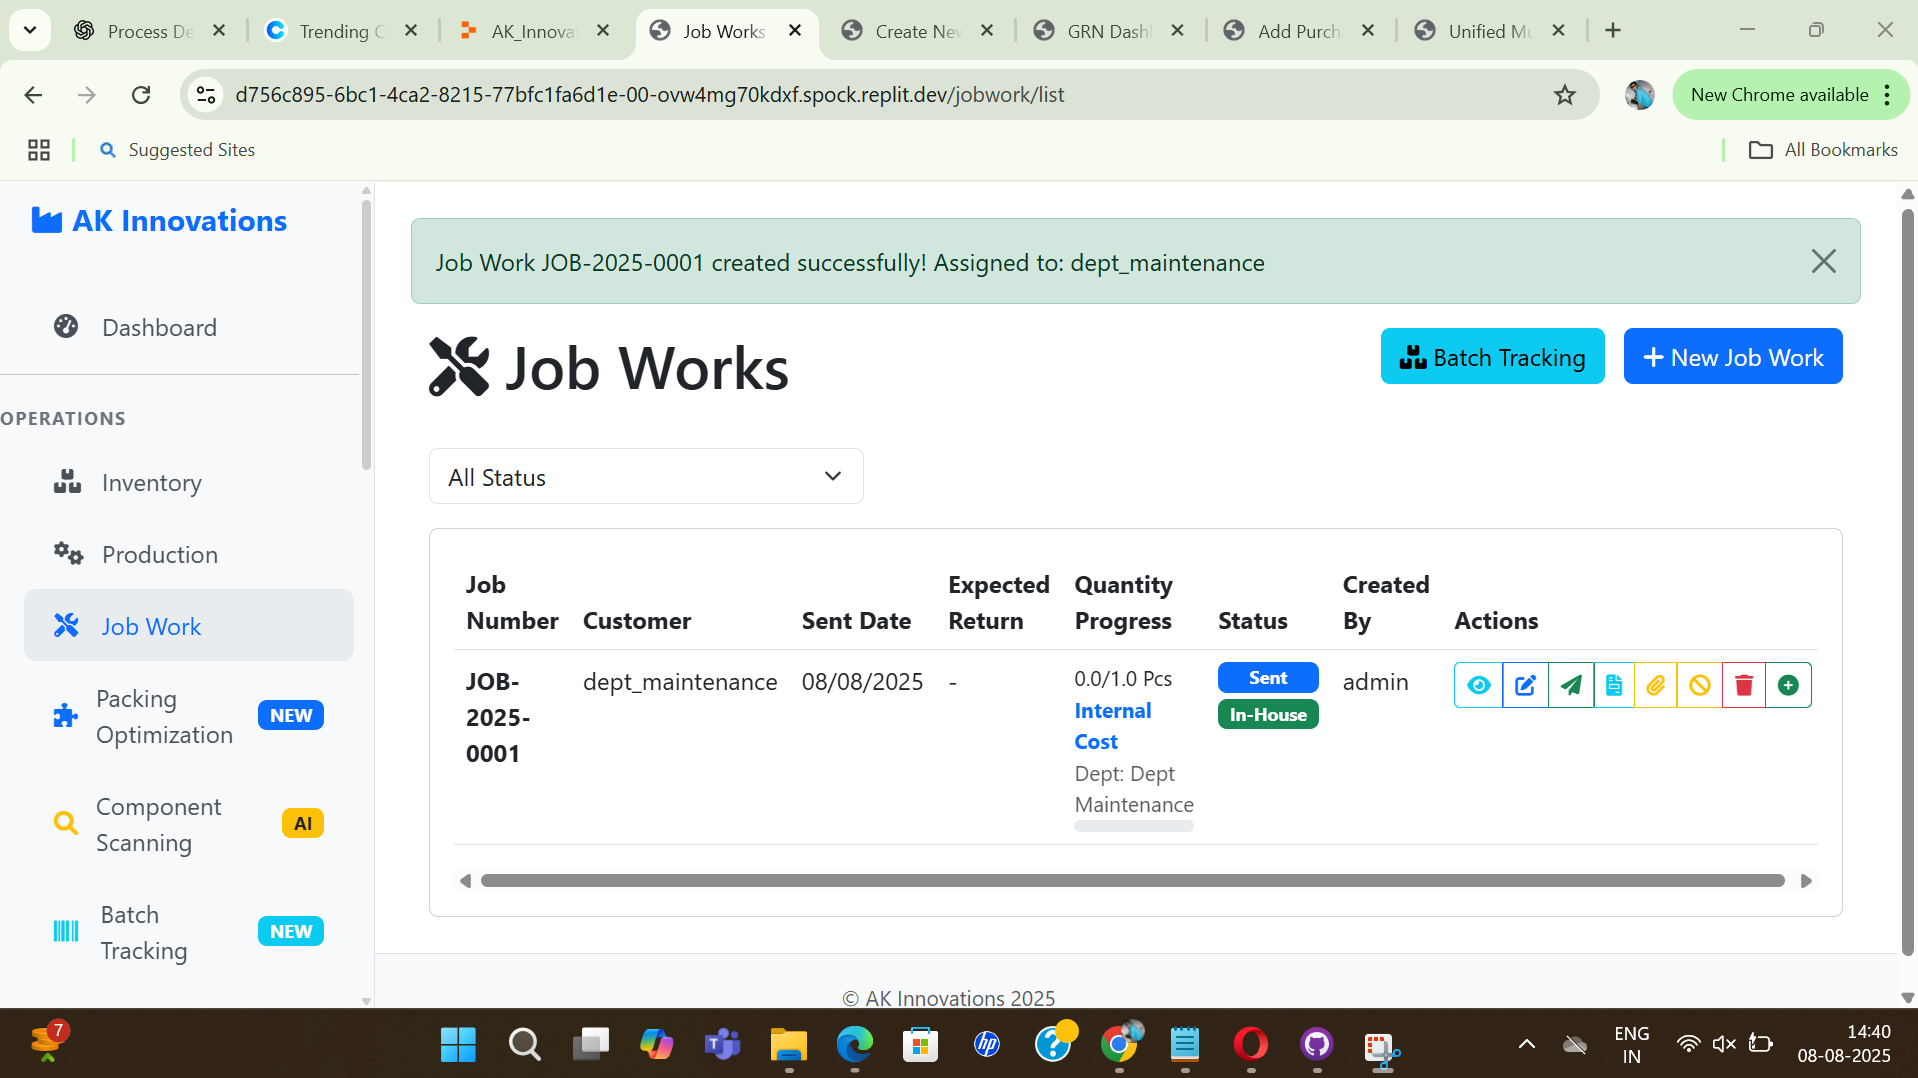 Process De
Trending C
AK_Innova
Job Works
Create Nev
GRN Dash
Add Purch
Unified Mu
d756c895-6bc1-4ca2-8215-77bfc1fa6d1e-00-ovw4mg70kdxf.spock.replit.dev/jobwork/list
New Chrome available
Suggested Sites
All Bookmarks
AK Innovations
Dashboard
OPERATIONS
Inventory
Production
Job Work
Packing
Optimization NEW
Component
Scanning AI
Batch
Tracking NEW
Job Work JOB-2025-0001 created successfully! Assigned to: dept_maintenance
Job Works
Batch Tracking
New Job Work
All Status
Job Number Customer Sent Date Expected Return Quantity Progress Status Created By Actions
JOB-2025-0001 dept_maintenance 08/08/2025 - 0.0/1.0 Pcs Sent admin
Internal Cost In-House
Dept: Dept
Maintenance
© AK Innovations 2025
7
ENG
IN
14:40
08-08-2025